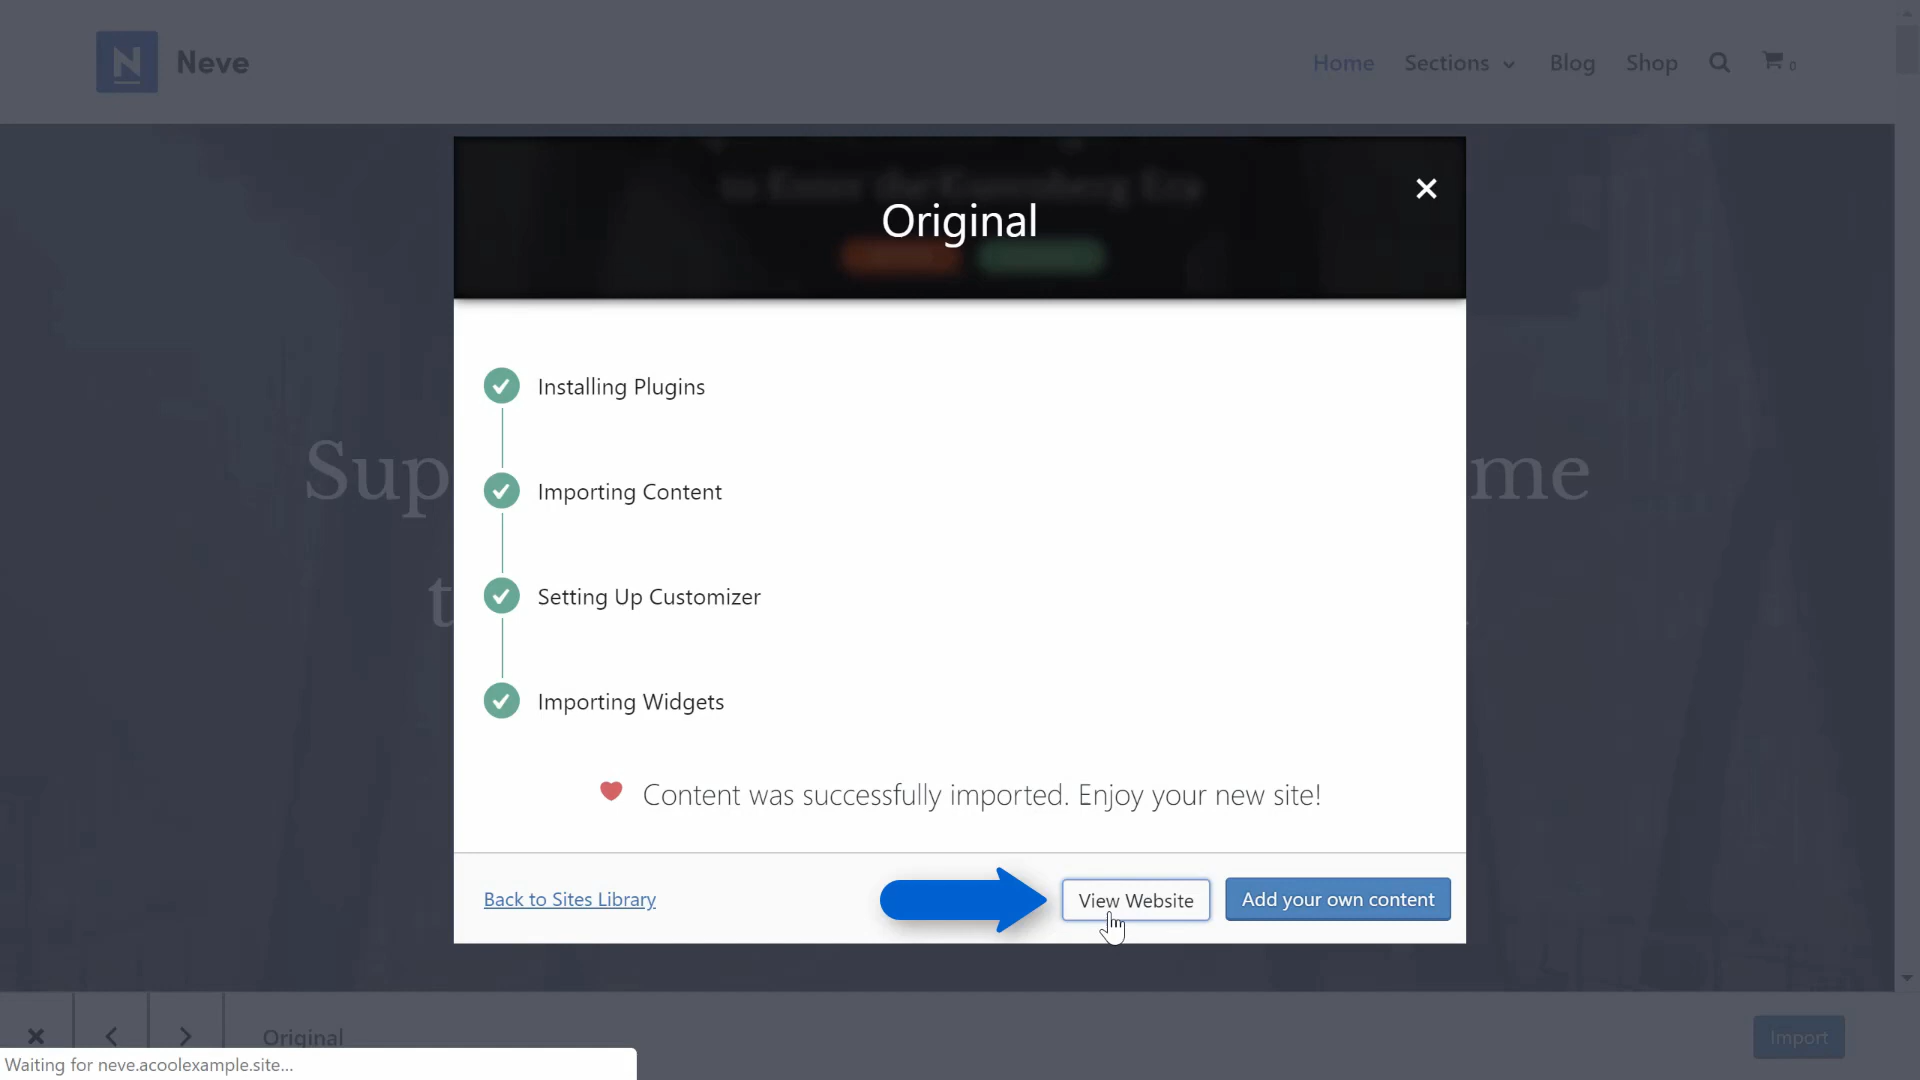 Neve
Home Sections Blog Shop 0
Original
Installing Plugins
Importing Content
Sup me
Setting Up Customizer
t
Importing Widgets
Content was successfully imported. Enjoy your new site!
Back to Sites Library View Website Add your own content
Original Import
Waiting for neve.acoolexample.site...